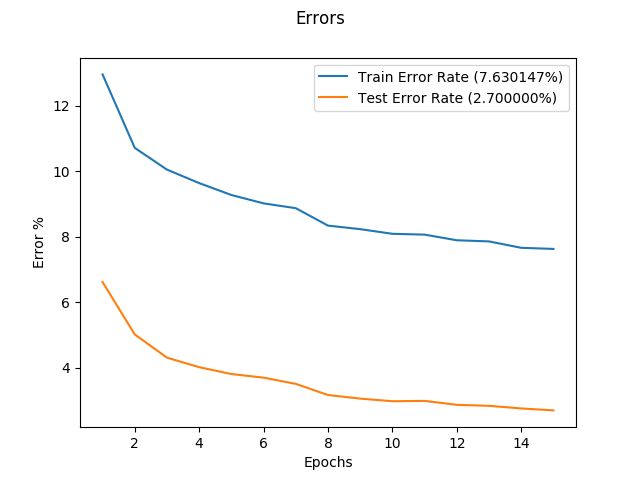 Errors
Train Error Rate (7.630147%)
Test Error Rate (2.700000%)
12
10
8
6
4
Error %
2 4 6 8 10 12 14
Epochs